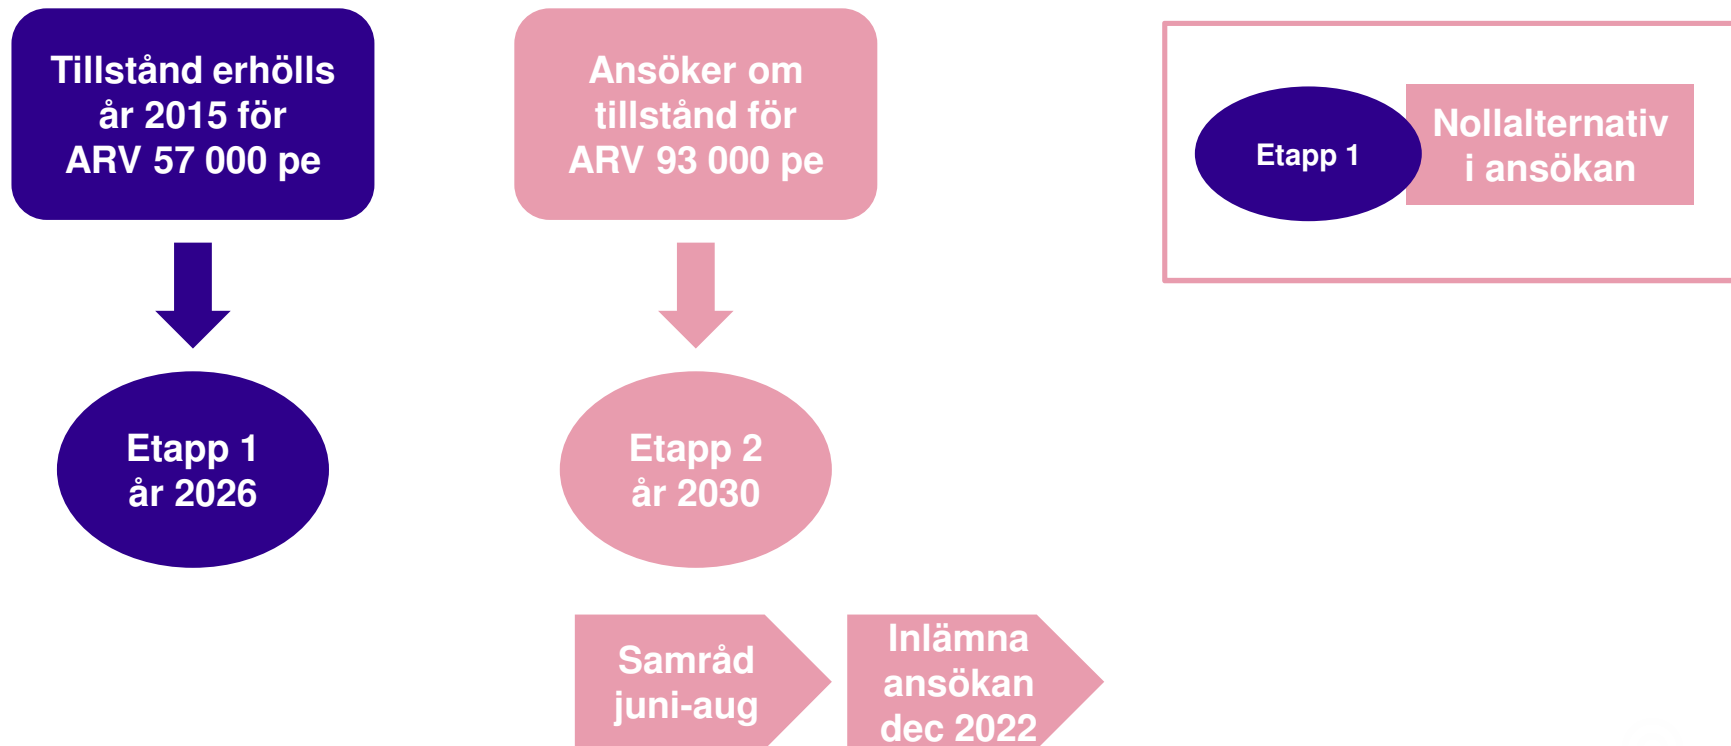 Tillstånd erhölls
år 2015 för
ARV 57 000 pe
Ansöker om
tillstånd för
ARV 93 000 pe
Etapp 1
Nollalternativ
i ansökan
Etapp 1
år 2026
Etapp 2
år 2030
Samråd
juni-aug
Inlämna
ansökan
dec 2022